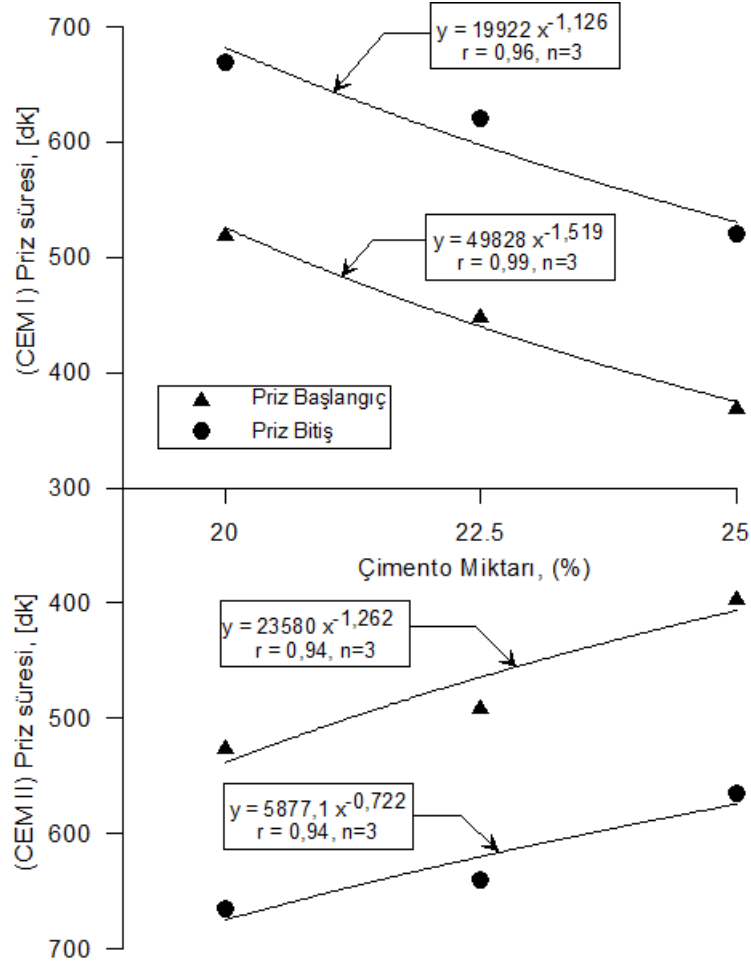 700
600
500
400
300
(CEM I) Priz süresi, [dk]
y = 19922 x^-1,126
r = 0,96, n=3
y = 49828 x^-1,519
r = 0,99, n=3
Priz Başlangıç
Priz Bitiş
20
22.5
25
Çimento Miktarı, (%)
400
500
600
700
(CEM II) Priz süresi, [dk]
y = 23580 x^-1,262
r = 0,94, n=3
y = 5877,1 x^-0,722
r = 0,94, n=3